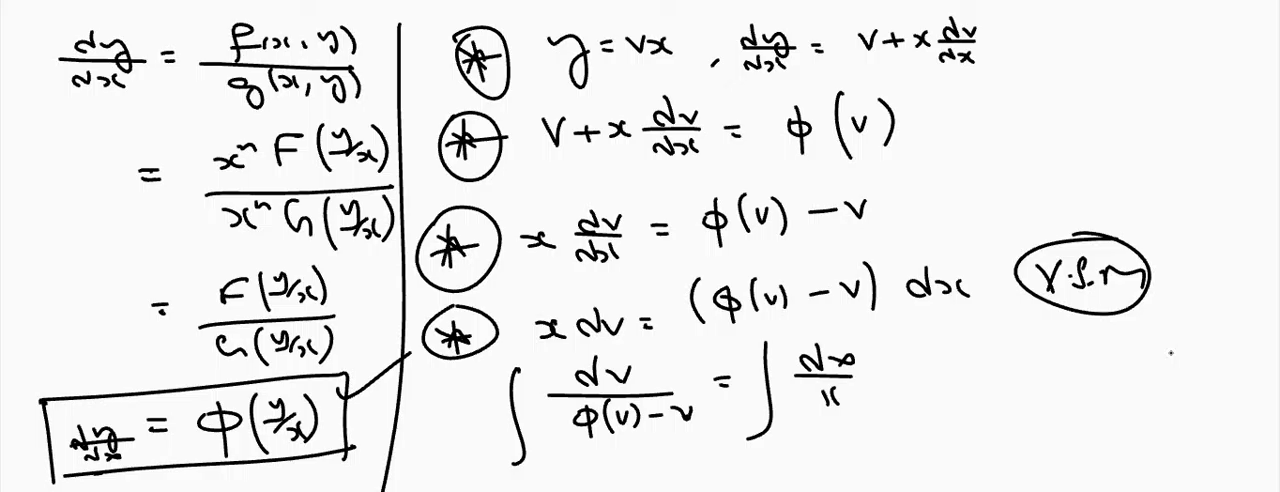 dy/dx = f(x, y)/g(x, y)
= xⁿ F(y/x)/xⁿ G(y/x)
= F(y/x)/G(y/x)
dy/dx = ϕ(y/x)
* y = vx , dy/dx = v + x dv/dx
* v + x dv/dx = ϕ(v)
* x dv/dx = ϕ(v) − v
* x dv = (ϕ(v) − v) dx
V.S.M
∫ dv/(ϕ(v) − v) = ∫ dx/x